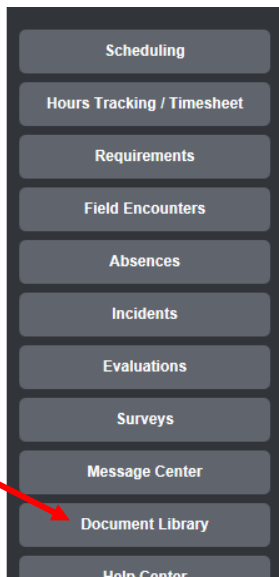 Scheduling
Hours Tracking / Timesheet
Requirements
Field Encounters
Absences
Incidents
Evaluations
Surveys
Message Center
Document Library
Help Center